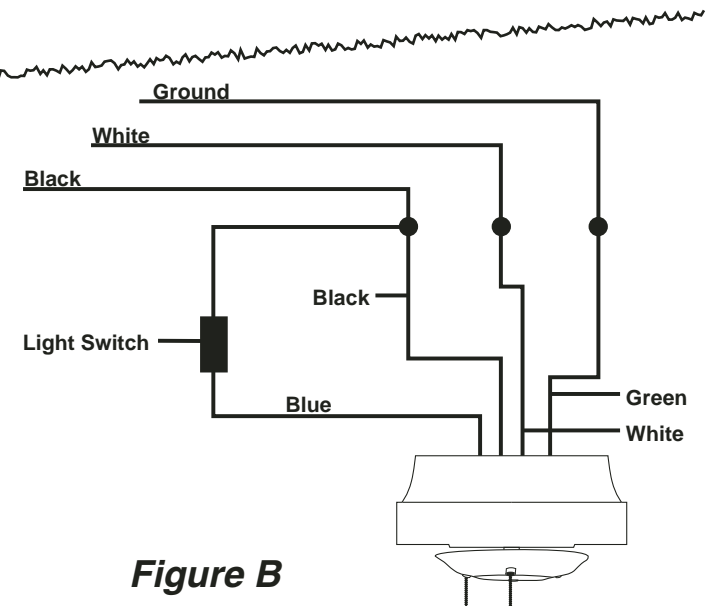 Ground
White
Black
Black
Light Switch
Blue
Green
White
Figure B